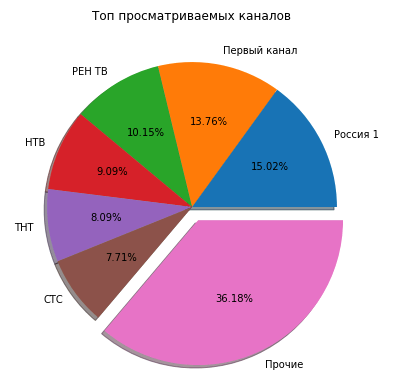 Топ просматриваемых каналов
Первый канал
РЕН ТВ
13.76%
10.15%
Россия 1
НТВ
15.02%
9.09%
8.09%
ТНТ
7.71%
СТС
36.18%
Прочие